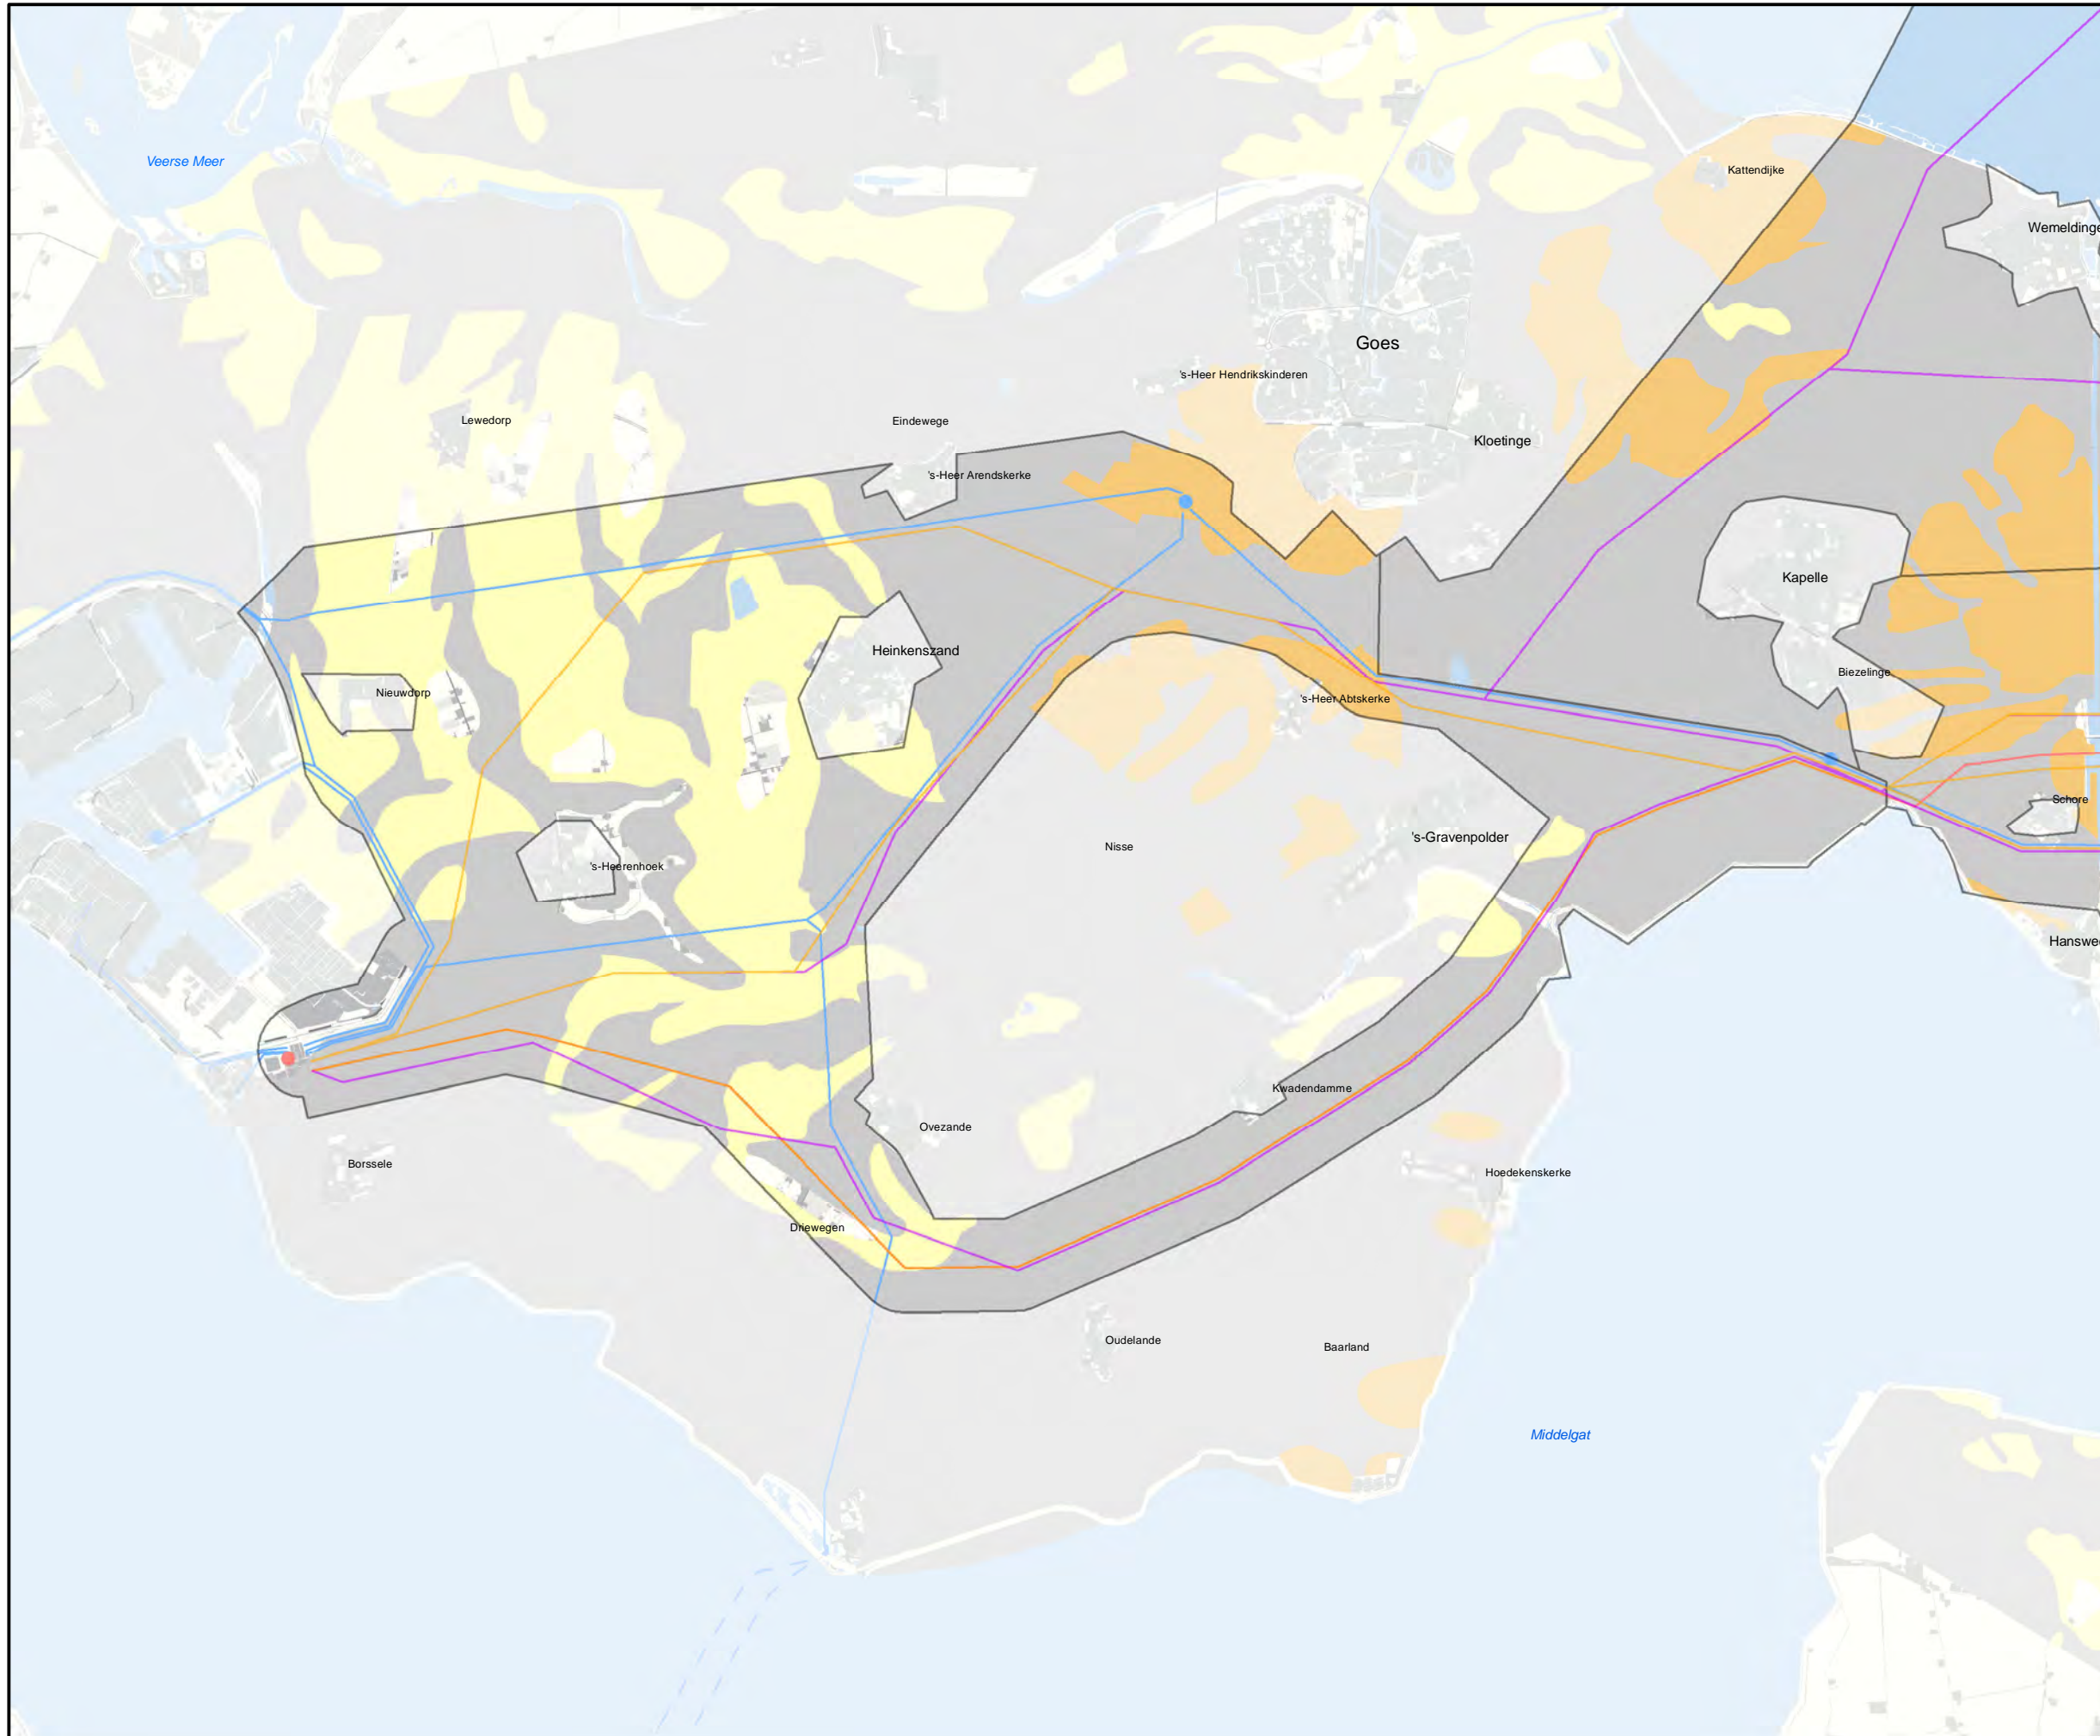 Veerse Meer
Kattendijke
Wemeldinge
Goes
's-Heer Hendrikskinderen
Lewedorp
Eindewege
Kloetinge
's-Heer Arendskerke
Kapelle
Heinkenszand
Biezelinge
Nieuwdorp
's-Heer Abtskerke
Schore
's-Gravenpolder
Nisse
's-Heerenhoek
Hanswe
Kwadendamme
Ovezande
Borssele
Hoedekenskerke
Driewegen
Oudelande
Baarland
Middelgat